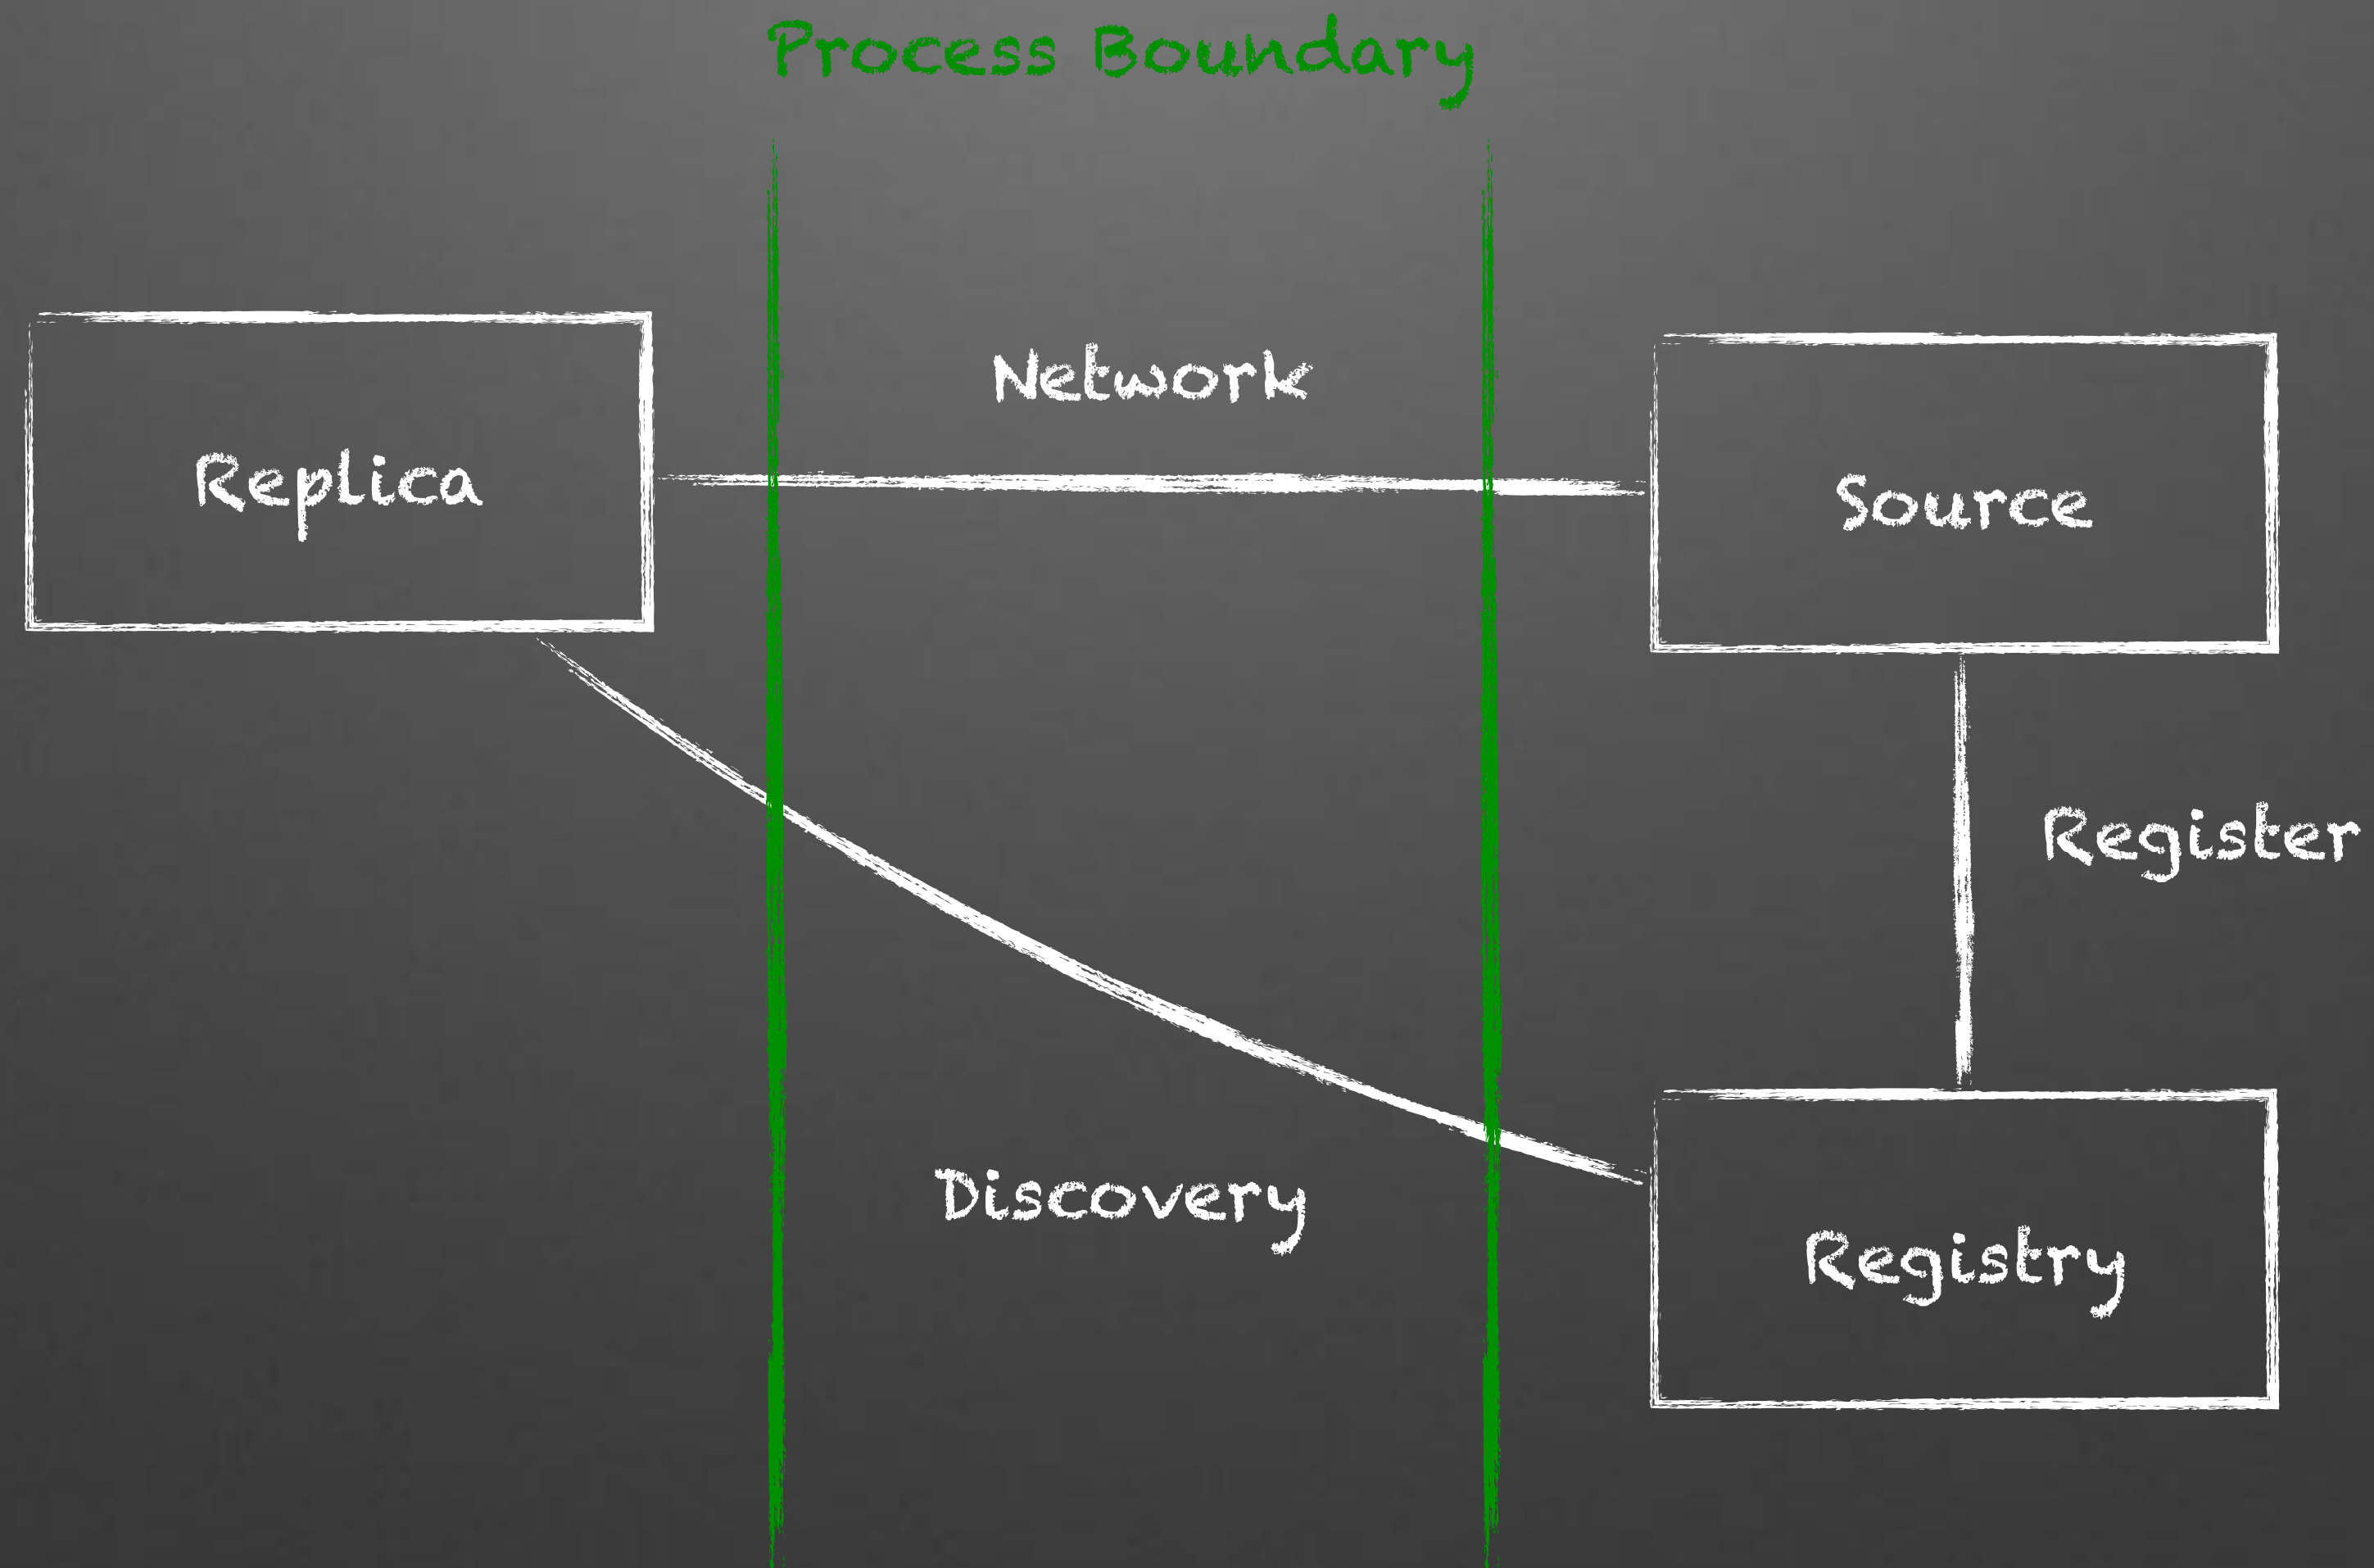 Process Boundary
Network
Replica
Source
Register
Discovery
Registry